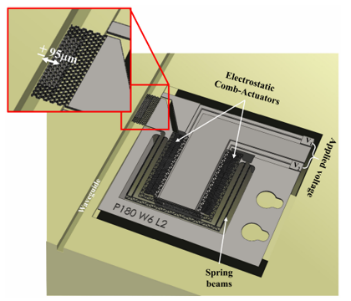 ± 95µm
Electrostatic
Comb-Actuators
Applied voltage
V
V
Waveguide
P180 W6 L2
Spring
beams